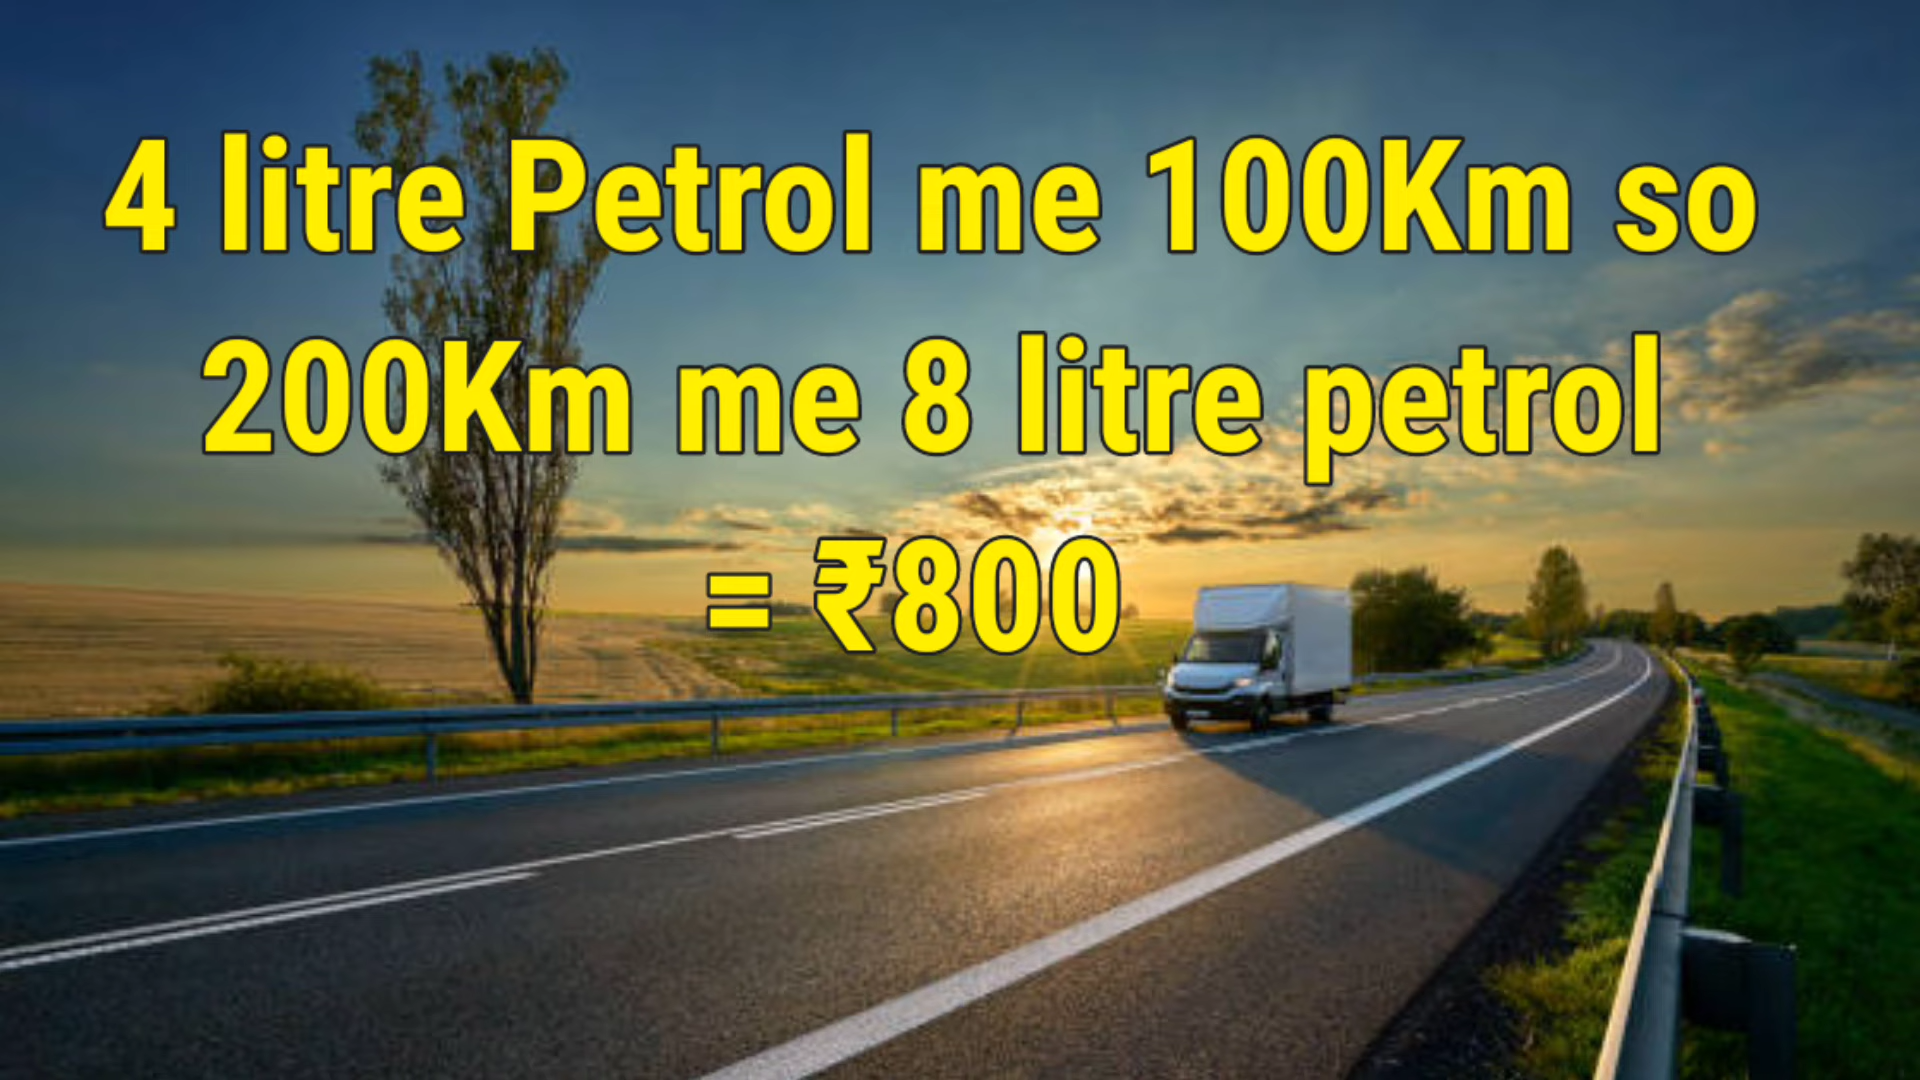 4 litre Petrol me 100Km so
200Km me 8 litre petrol
= ₹800